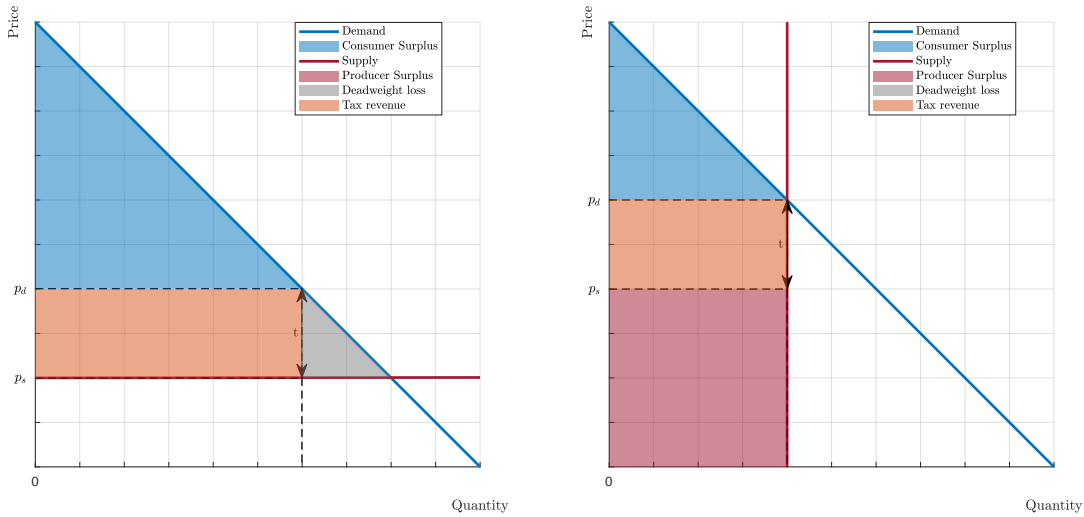 Price
Demand
Consumer Surplus
Supply
Producer Surplus
Deadweight loss
Tax revenue
p_d
t
p_s
0
Quantity
Price
Demand
Consumer Surplus
Supply
Producer Surplus
Deadweight loss
Tax revenue
p_d
t
p_s
0
Quantity